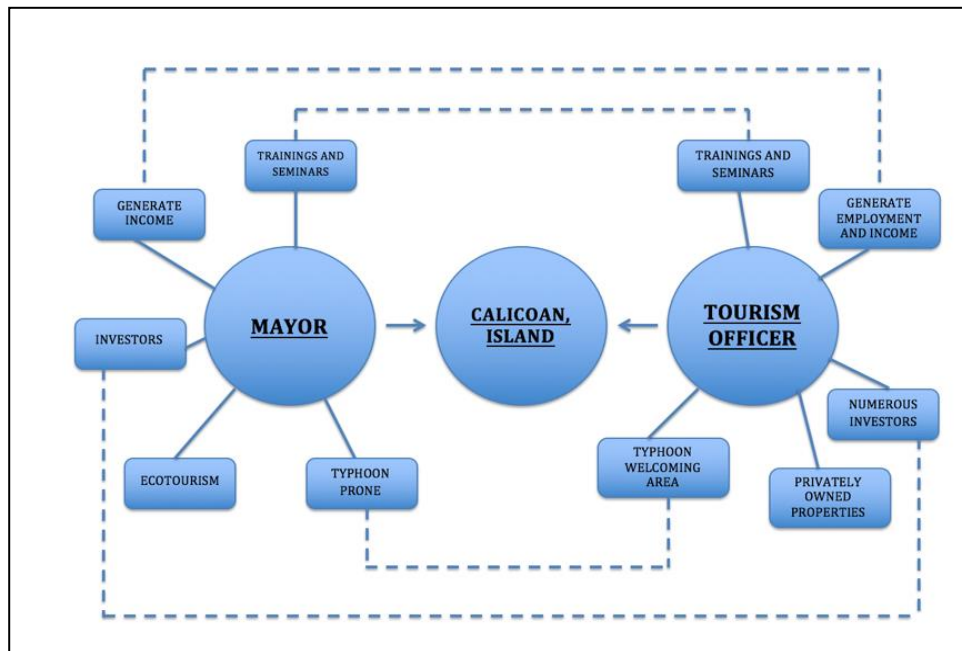 TRAININGS AND
SEMINARS
TRAININGS AND
SEMINARS
GENERATE
INCOME
GENERATE
EMPLOYMENT
AND INCOME
MAYOR
CALICOAN,
ISLAND
TOURISM
OFFICER
INVESTORS
NUMEROUS
INVESTORS
ECOTOURISM
TYPHOON
PRONE
TYPHOON
WELCOMING
AREA
PRIVATELY
OWNED
PROPERTIES